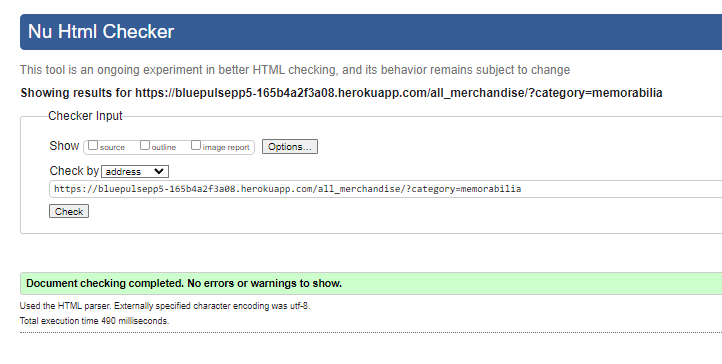 Nu Html Checker
This tool is an ongoing experiment in better HTML checking, and its behavior remains subject to change
Showing results for https://bluepulsepp5-165b4a2f3a08.herokuapp.com/all_merchandise/?category=memorabilia
Checker Input
Show source outline image report Options...
Check by address
https://bluepulsepp5-165b4a2f3a08.herokuapp.com/all_merchandise/?category=memorabilia
Check
Document checking completed. No errors or warnings to show.
Used the HTML parser. Externally specified character encoding was utf-8.
Total execution time 490 milliseconds.